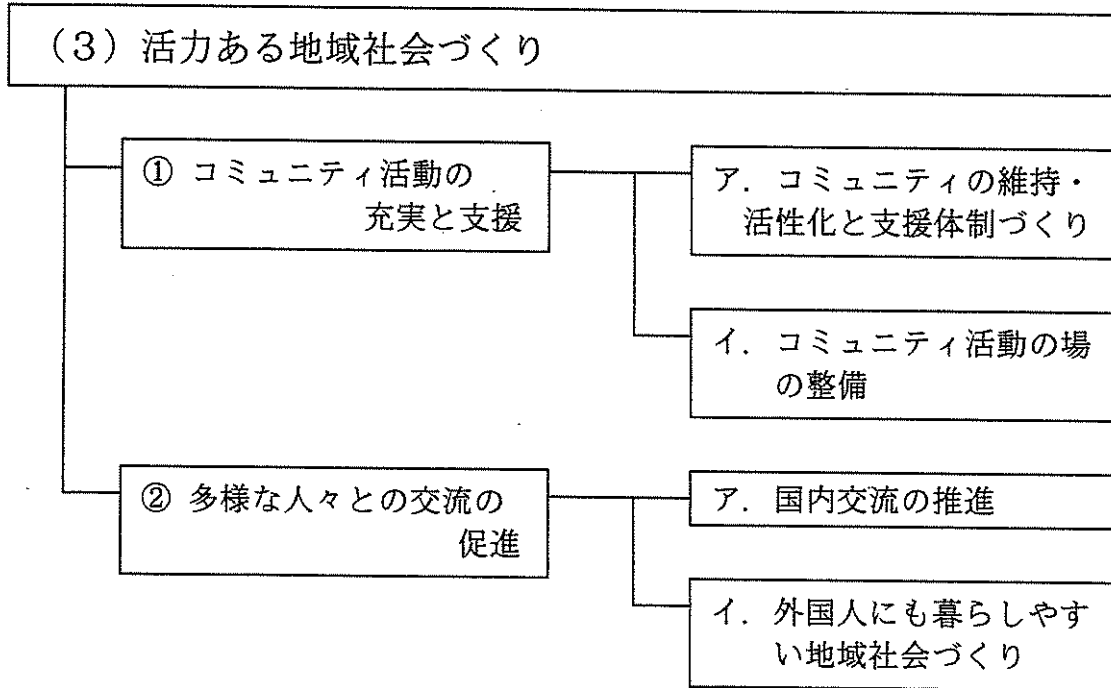 （３）活力ある地域社会づくり
① コミュニティ活動の
充実と支援
ア．コミュニティの維持・
活性化と支援体制づくり
イ．コミュニティ活動の場
の整備
② 多様な人々との交流の
促進
ア．国内交流の推進
イ．外国人にも暮らしやす
い地域社会づくり